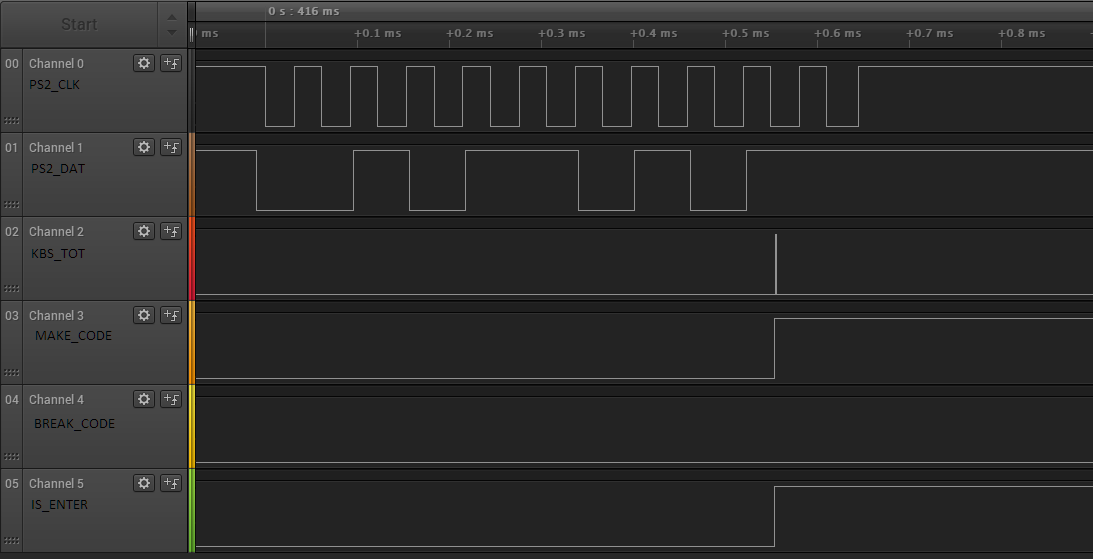 Start
0 s : 416 ms
ms +0.1 ms +0.2 ms +0.3 ms +0.4 ms +0.5 ms +0.6 ms +0.7 ms +0.8 ms
00 Channel 0
PS2_CLK
01 Channel 1
PS2_DAT
02 Channel 2
KBS_TOT
03 Channel 3
MAKE_CODE
04 Channel 4
BREAK_CODE
05 Channel 5
IS_ENTER